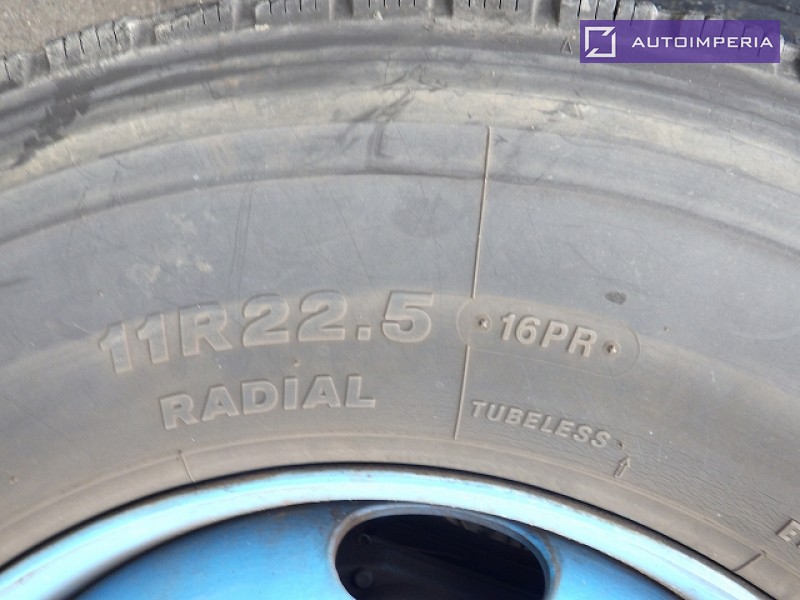 AUTOIMPERIA
11R22.5 16PR
RADIAL
TUBELESS